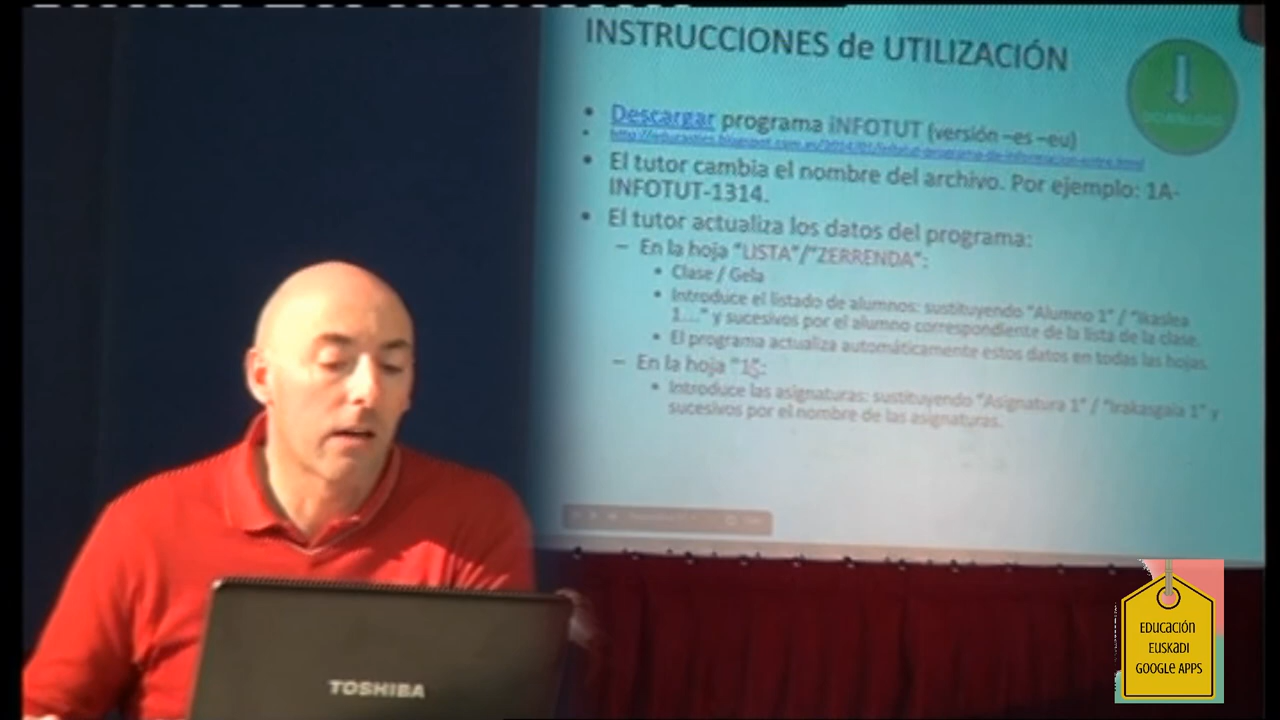 INSTRUCCIONES de UTILIZACIÓN
• Descargar programa iNFOTUT (versión –es –eu)
• El tutor cambia el nombre del archivo. Por ejemplo: 1A-
INFOTUT-1314.
• El tutor actualiza los datos del programa:
– En la hoja "LISTA"/"ZERRENDA":
• Clase / Gela
• Introduce el listado de alumnos: sustituyendo "Alumno 1" / "Ikaslea
1...." y sucesivos por el alumno correspondiente de la lista de la clase.
• El programa actualiza automáticamente estos datos en todas las hojas.
– En la hoja "1S:
• Introduce las asignaturas: sustituyendo "Asignatura 1" / "Irakasgaia 1" y
sucesivos por el nombre de las asignaturas.
DOWNLOAD
TOSHIBA
EDUCACIÓN
EUSKADI
GOOGLE APPS